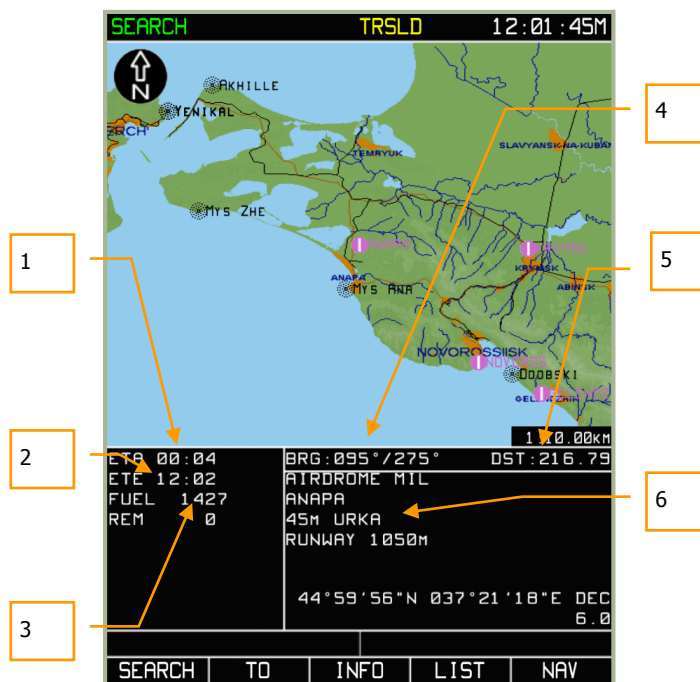 SEARCH TRSLD 12:01:45M
N
AKHILLE
YENIKAL
TEMRYUK
SLAVYANSK-NA-KUBAN
MYS ZHE
ANAPA
KRYMSK
ANAPA
MYS ANA
ABINSK
NOVOROSSIISK
DOOBSKI
1 10.00KM
ETA 00:04
ETE 12:02
FUEL 1427
REM 0
BRG:095°/275° DST:216.79
AIRDROME MIL
ANAPA
45M URKA
RUNWAY 1050M
44°59'56"N 037°21'18"E DEC
6.0
SEARCH TO INFO LIST NAV
1
2
3
4
5
6